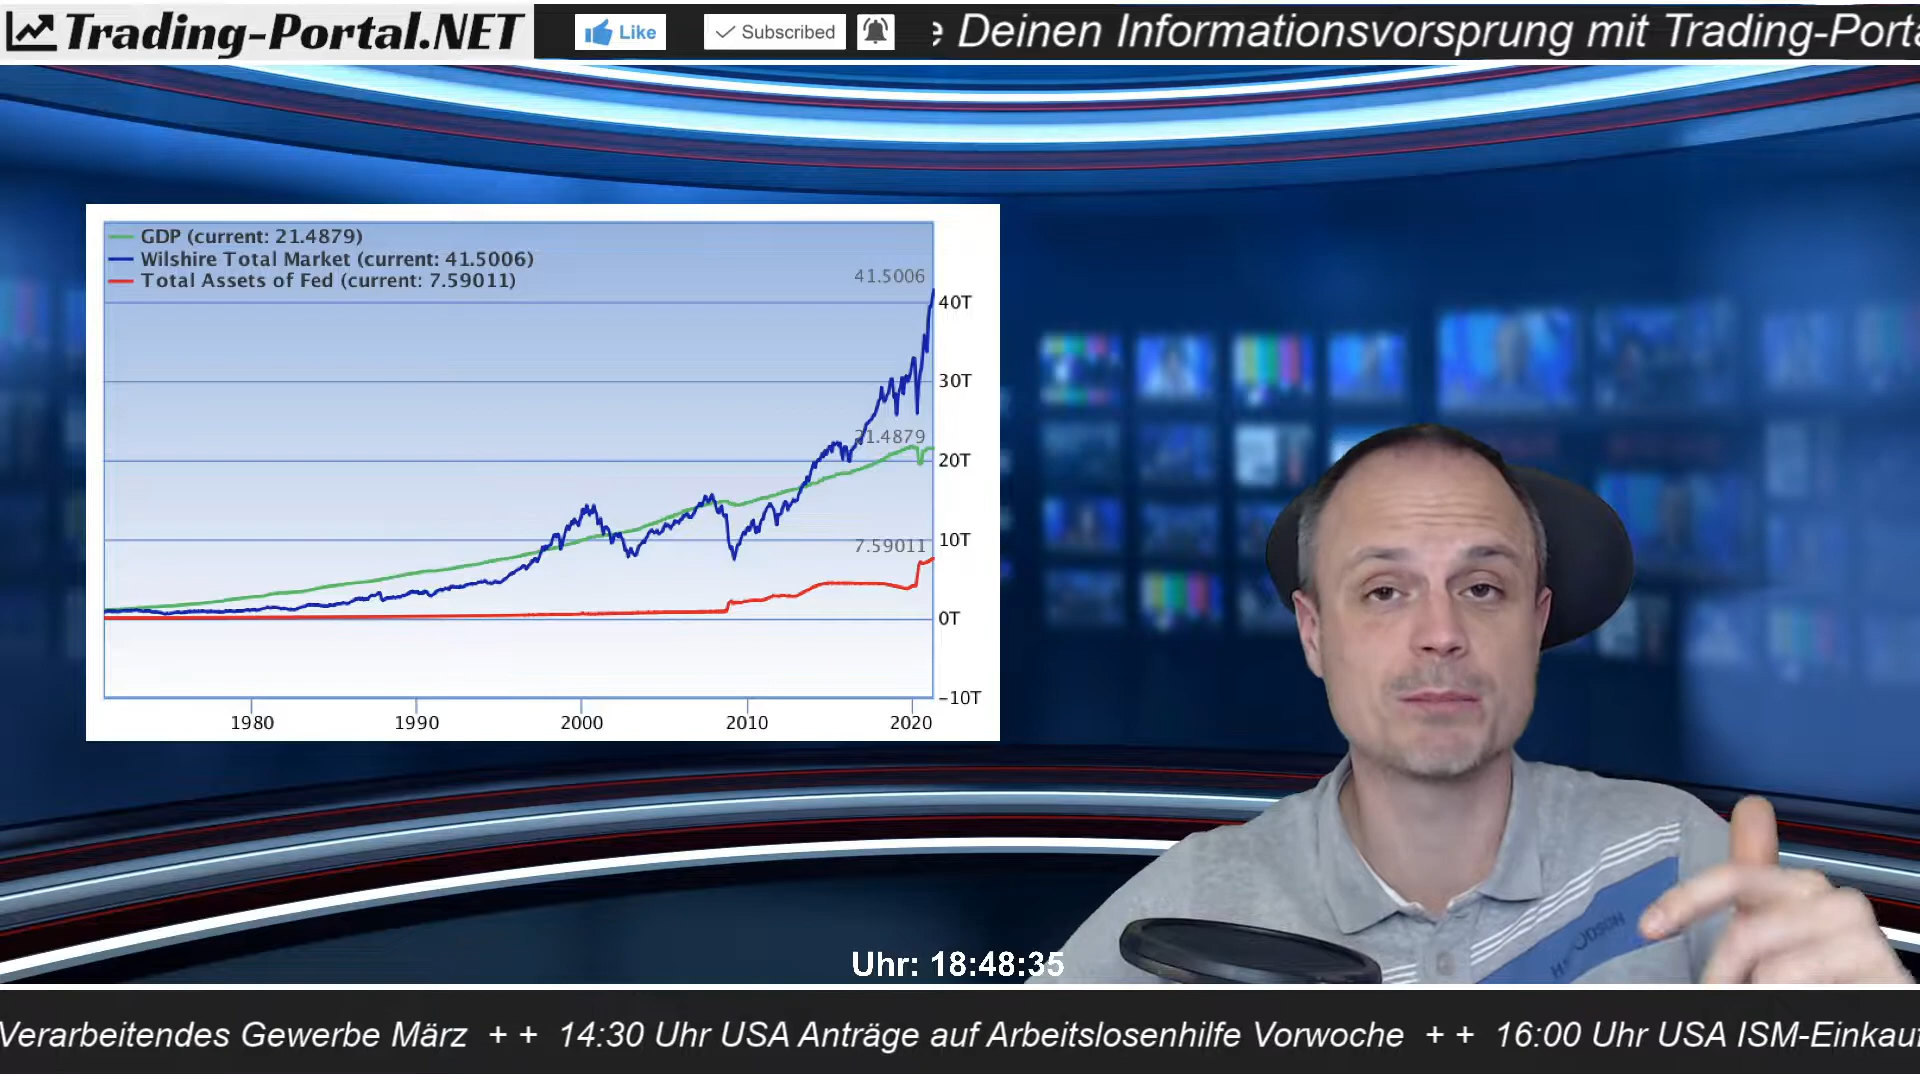 Trading-Portal.NET
Like
Subscribed
e Deinen Informationsvorsprung mit Trading-Porta
GDP (current: 21.4879)
Wilshire Total Market (current: 41.5006)
Total Assets of Fed (current: 7.59011)
41.5006
40T
30T
21.4879
20T
7.59011
10T
0T
-10T
1980
1990
2000
2010
2020
Uhr: 18:48:35
Verarbeitendes Gewerbe März ++ 14:30 Uhr USA Anträge auf Arbeitslosenhilfe Vorwoche ++ 16:00 Uhr USA ISM-Einkauf